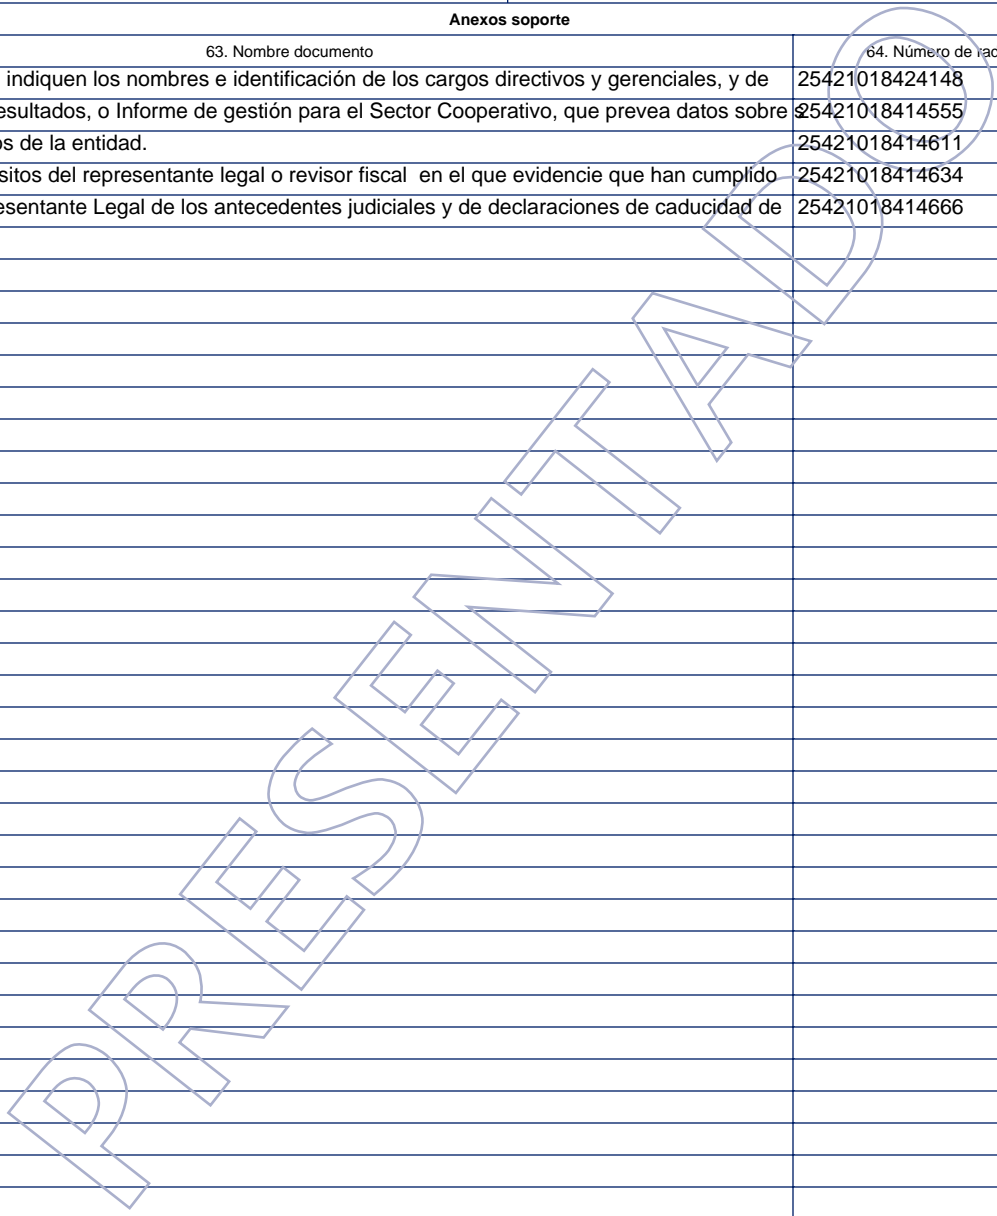 Anexos soporte
63. Nombre documento 64. Número de
indiquen los nombres e identificación de los cargos directivos y gerenciales, y de 25421018424148
esultados, o Informe de gestión para el Sector Cooperativo, que prevea datos sobre 25421018414555
os de la entidad. 25421018414611
sitos del representante legal o revisor fiscal en el que evidencie que han cumplido 25421018414634
esentante Legal de los antecedentes judiciales y de declaraciones de caducidad de 25421018414666
PRESENTADO